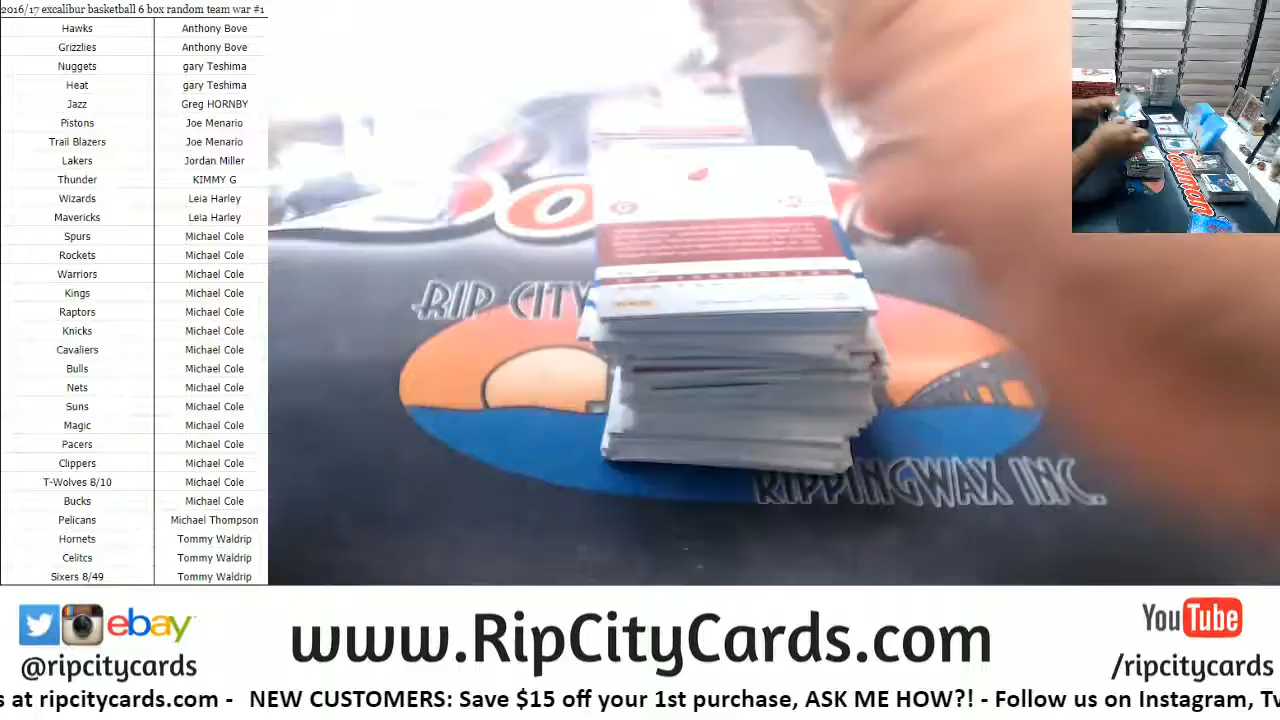 2016/17 excalibur basketball 6 box random team war #1
Hawks Anthony Bove
Grizzlies Anthony Bove
Nuggets gary Teshima
Heat gary Teshima
Jazz Greg HORNBY
Pistons Joe Menario
Trail Blazers Joe Menario
Lakers Jordan Miller
Thunder KIMMY G
Wizards Leia Harley
Mavericks Leia Harley
Spurs Michael Cole
Rockets Michael Cole
Warriors Michael Cole
Kings Michael Cole
Raptors Michael Cole
Knicks Michael Cole
Cavaliers Michael Cole
Bulls Michael Cole
Nets Michael Cole
Suns Michael Cole
Magic Michael Cole
Pacers Michael Cole
Clippers Michael Cole
T-Wolves 8/10 Michael Cole
Bucks Michael Cole
Pelicans Michael Thompson
Hornets Tommy Waldrip
Celitcs Tommy Waldrip
Sixers 8/49 Tommy Waldrip
RIP CITY
RIPPINGWAX INC.
ebay
@ripcitycards
www.RipCityCards.com
YouTube
/ripcitycards
s at ripcitycards.com - NEW CUSTOMERS: Save $15 off your 1st purchase, ASK ME HOW?! - Follow us on Instagram, Tw